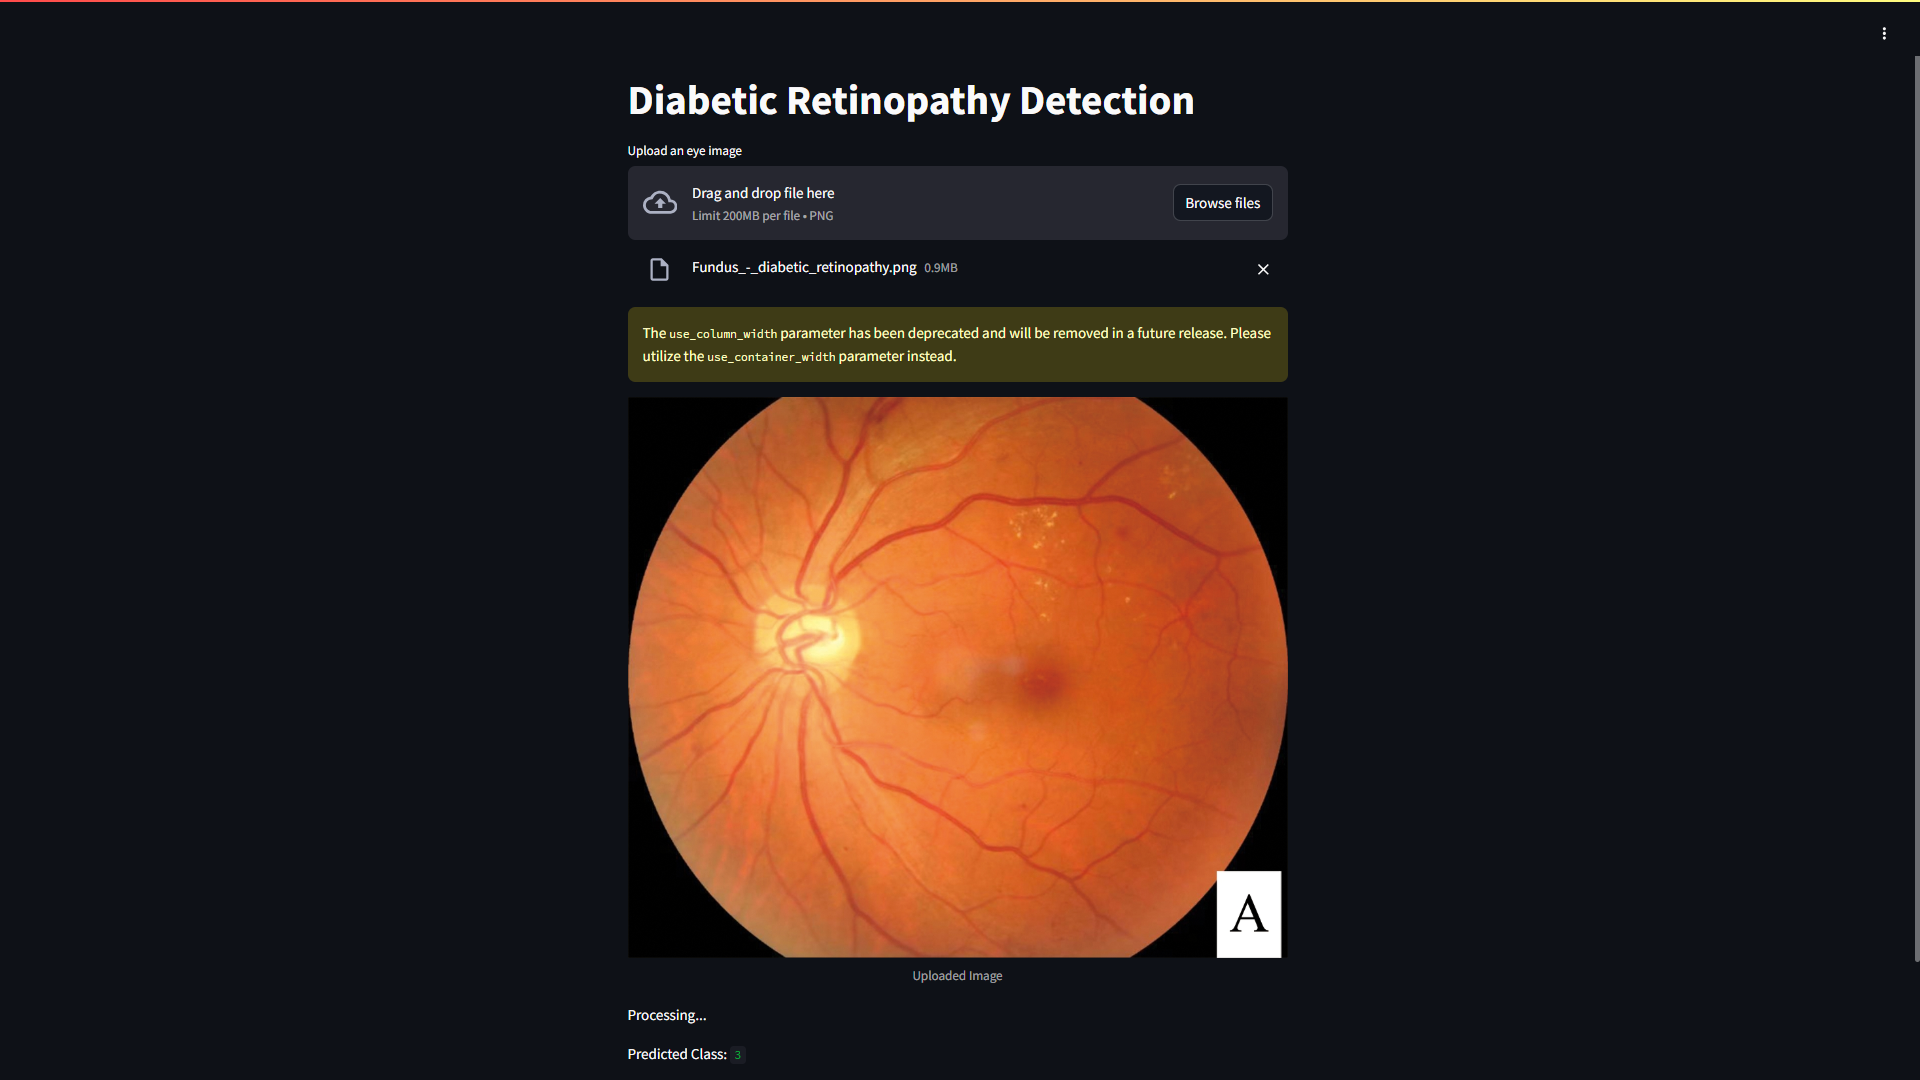 Diabetic Retinopathy Detection
Upload an eye image
Drag and drop file here
Limit 200MB per file • PNG
Browse files
Fundus_-_diabetic_retinopathy.png 0.9MB
The use_column_width parameter has been deprecated and will be removed in a future release. Please
utilize the use_container_width parameter instead.
A
Uploaded Image
Processing...
Predicted Class: 3